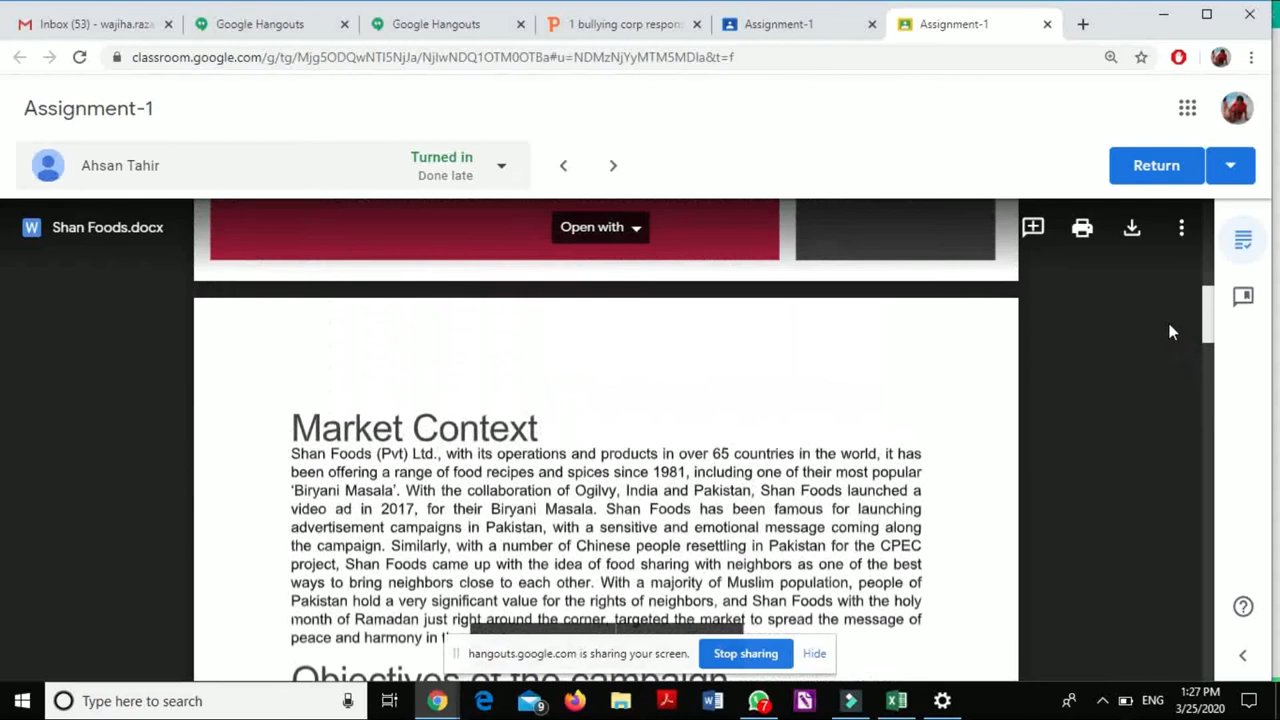 Inbox (53) - wajiha.raza
Google Hangouts
Google Hangouts
1 bullying corp respon
Assignment-1
Assignment-1
classroom.google.com/g/tg/Mjg5ODQwNTI5NjJa/NjIwNDQ1OTM0OTBa#u=NDMzNjYyMTM5MDIa&t=f
Assignment-1
Ahsan Tahir
Turned in
Done late
Return
W Shan Foods.docx
Open with
Market Context
Shan Foods (Pvt) Ltd., with its operations and products in over 65 countries in the world, it has
been offering a range of food recipes and spices since 1981, including one of their most popular
‘Biryani Masala’. With the collaboration of Ogilvy, India and Pakistan, Shan Foods launched a
video ad in 2017, for their Biryani Masala. Shan Foods has been famous for launching
advertisement campaigns in Pakistan, with a sensitive and emotional message coming along
the campaign. Similarly, with a number of Chinese people resettling in Pakistan for the CPEC
project, Shan Foods came up with the idea of food sharing with neighbors as one of the best
ways to bring neighbors close to each other. With a majority of Muslim population, people of
Pakistan hold a very significant value for the rights of neighbors, and Shan Foods with the holy
month of Ramadan just right around the corner, targeted the market to spread the message of
peace and harmony in
hangouts.google.com is sharing your screen.
Stop sharing
Hide
Objectives of the campaign
Type here to search
9
7
ENG
1:27 PM
3/25/2020